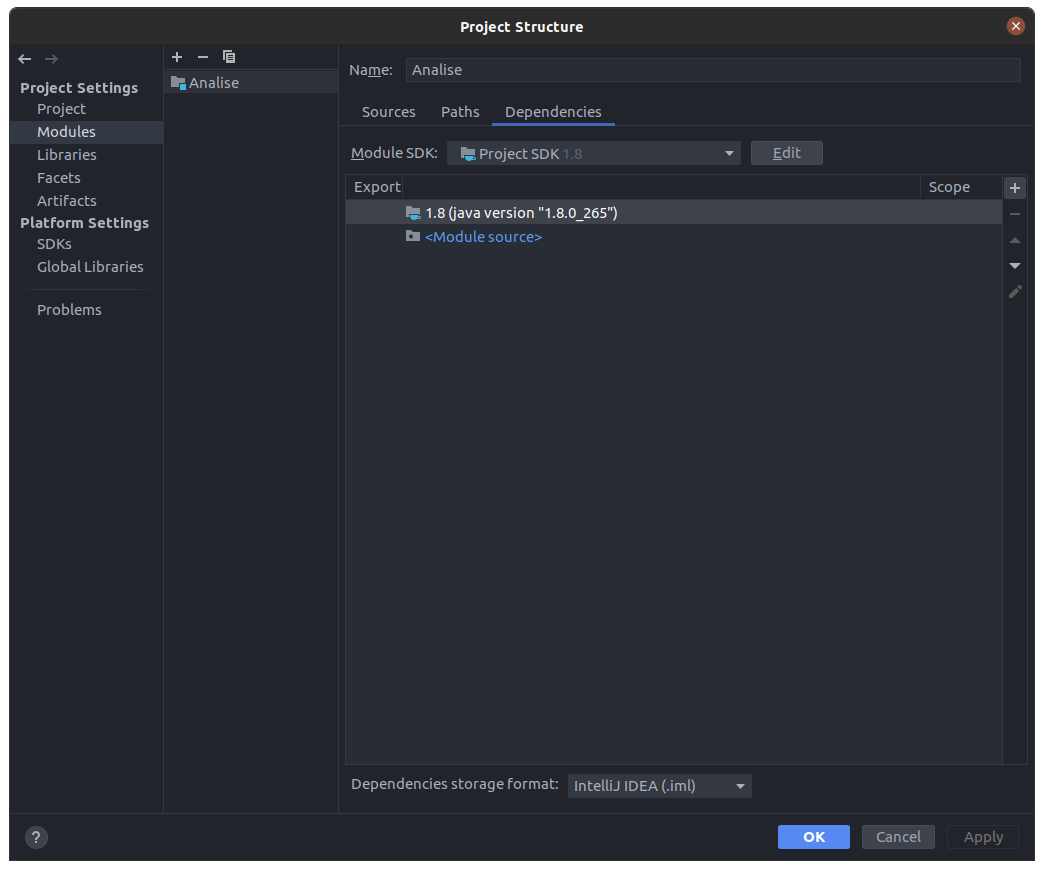 Project Structure
Project Settings
Project
Modules
Libraries
Facets
Artifacts
Platform Settings
SDKs
Global Libraries
Problems
Analise
Name: Analise
Sources Paths Dependencies
Module SDK: Project SDK 1.8 Edit
Export Scope
1.8 (java version "1.8.0_265")
<Module source>
Dependencies storage format: IntelliJ IDEA (.iml)
? OK Cancel Apply